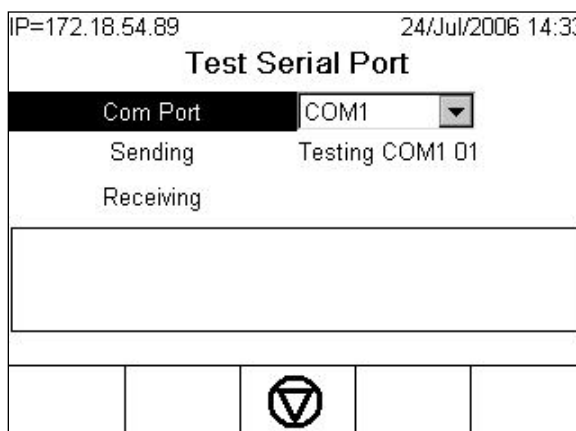 IP=172.18.54.89 24/Jul/2006 14:33
Test Serial Port
Com Port COM1
Sending Testing COM1 01
Receiving